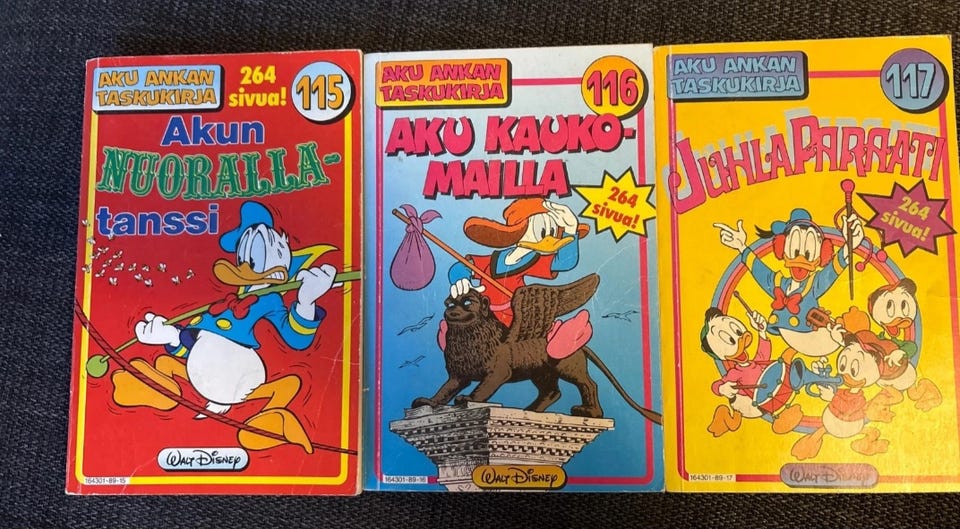 AKU ANKAN
TASKUKIRJA
264
sivua!
115
Akun
NUORALLA-
tanssi
WALT DISNEY
164301-89-15
AKU ANKAN
TASKUKIRJA
116
AKU KAUKO-
MAILLA
264
sivua!
WALT DISNEY
164301-89-16
AKU ANKAN
TASKUKIRJA
117
JUHLAPARAATI
264
sivua!
WALT DISNEY
164301-89-17